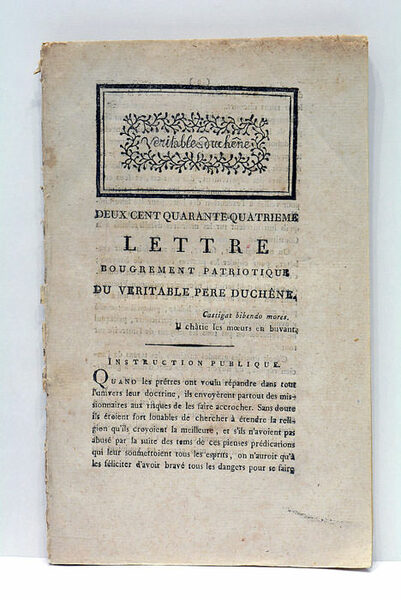 Veritable duchêne
DEUX CENT QUARANTE-QUATRIEME
LETTRE
BOUGREMENT PATRIOTIQUE
DU VERITABLE PERE DUCHÊNE.
Castigat bibendo mores.
Il châtie les mœurs en buvant.
INSTRUCTION PUBLIQUE.
QUAND les prêtres ont voulu répandre dans tout
l'univers leur doctrine, ils envoyèrent partout des mis-
sionnaires aux risques de les faire accrocher. Sans doute
ils étoient fort louables de chercher à étendre la reli-
gion qu'ils croyoient la meilleure, et s'ils n'avoient pas
abusé par la suite des tems de ces pieuses prédications
qui leur soumettoient tous les esprits, on n'auroit qu'à
les féliciter d'avoir bravé tous les dangers pour se faire